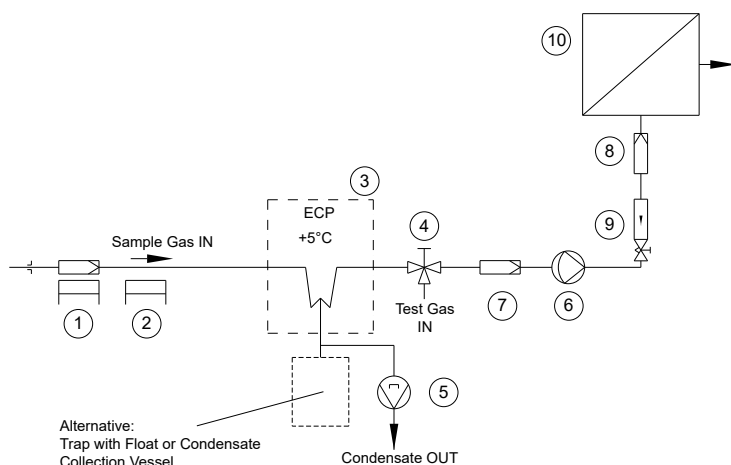 10
8
3
ECP
+5°C
4
9
Sample Gas IN
Test Gas
IN
7
6
1
2
5
Alternative:
Trap with Float or Condensate
Collection Vessel
Condensate OUT